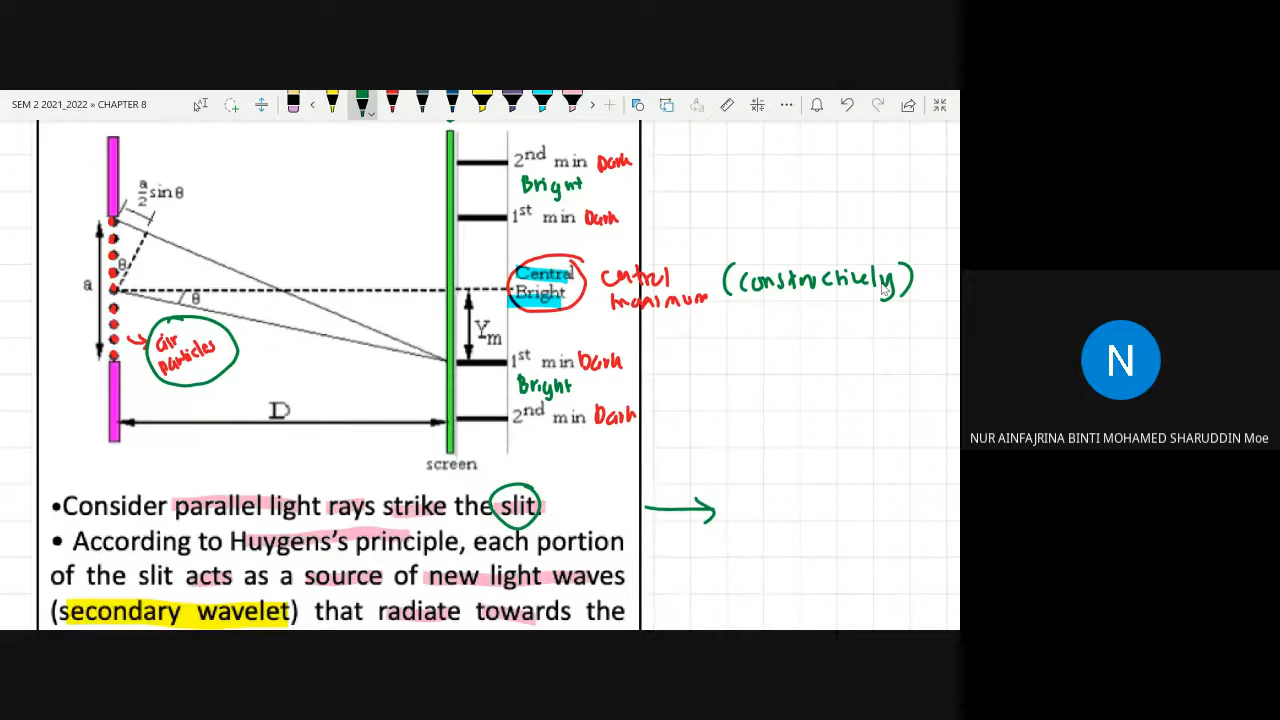 SEM 2 2021_2022 » CHAPTER 8
2nd min Dark
Bright
1st min Dark
a/2 sinθ
θ
θ
a
Central
Bright
central
maximum
(constructively)
Ym
air
particles
1st min Dark
Bright
2nd min Dark
D
screen
•Consider parallel light rays strike the slit.
• According to Huygens's principle, each portion
of the slit acts as a source of new light waves
(secondary wavelet) that radiate towards the
N
NUR AINFAJRINA BINTI MOHAMED SHARUDDIN Moe